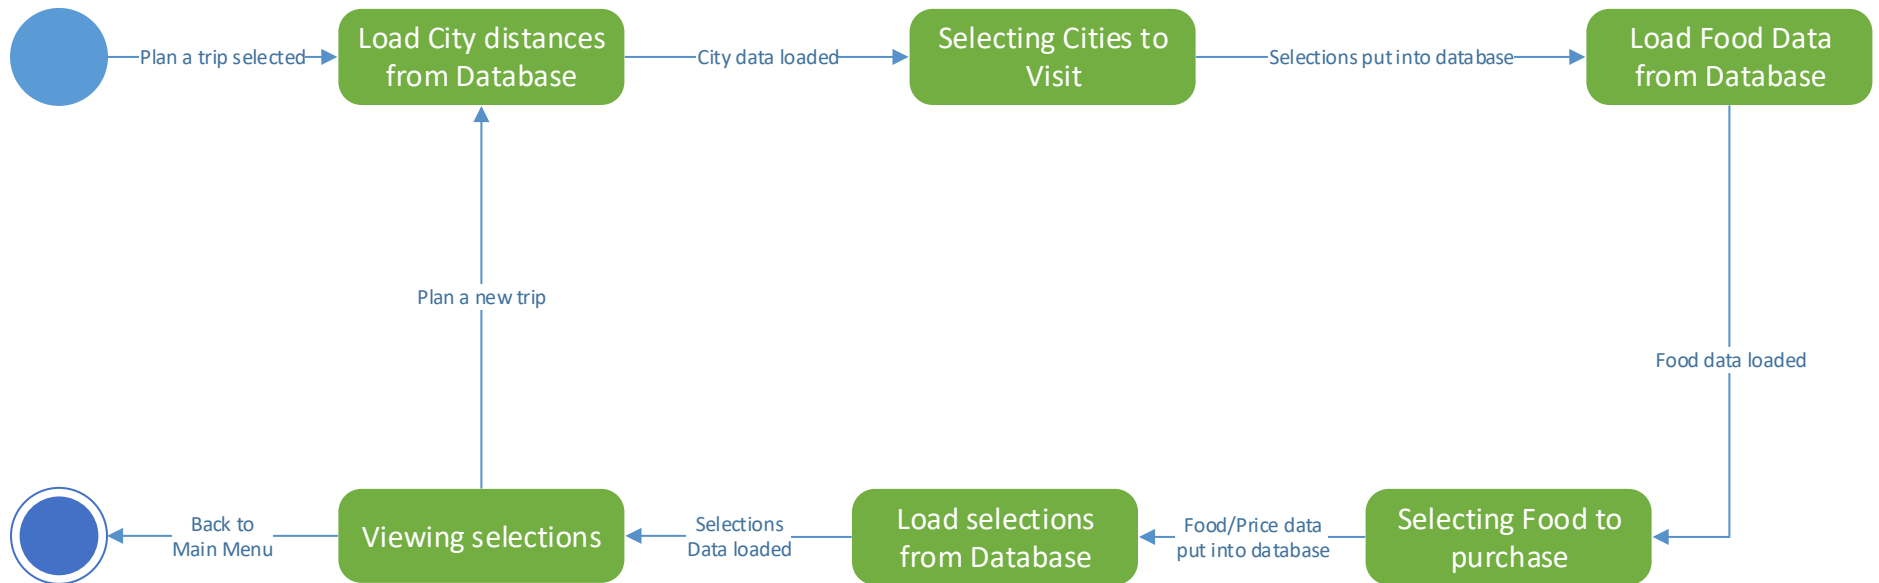 Plan a trip selected
Load City distances
from Database
City data loaded
Selecting Cities to
Visit
Selections put into database
Load Food Data
from Database
Plan a new trip
Food data loaded
Back to
Main Menu
Viewing selections
Selections
Data loaded
Load selections
from Database
Food/Price data
put into database
Selecting Food to
purchase